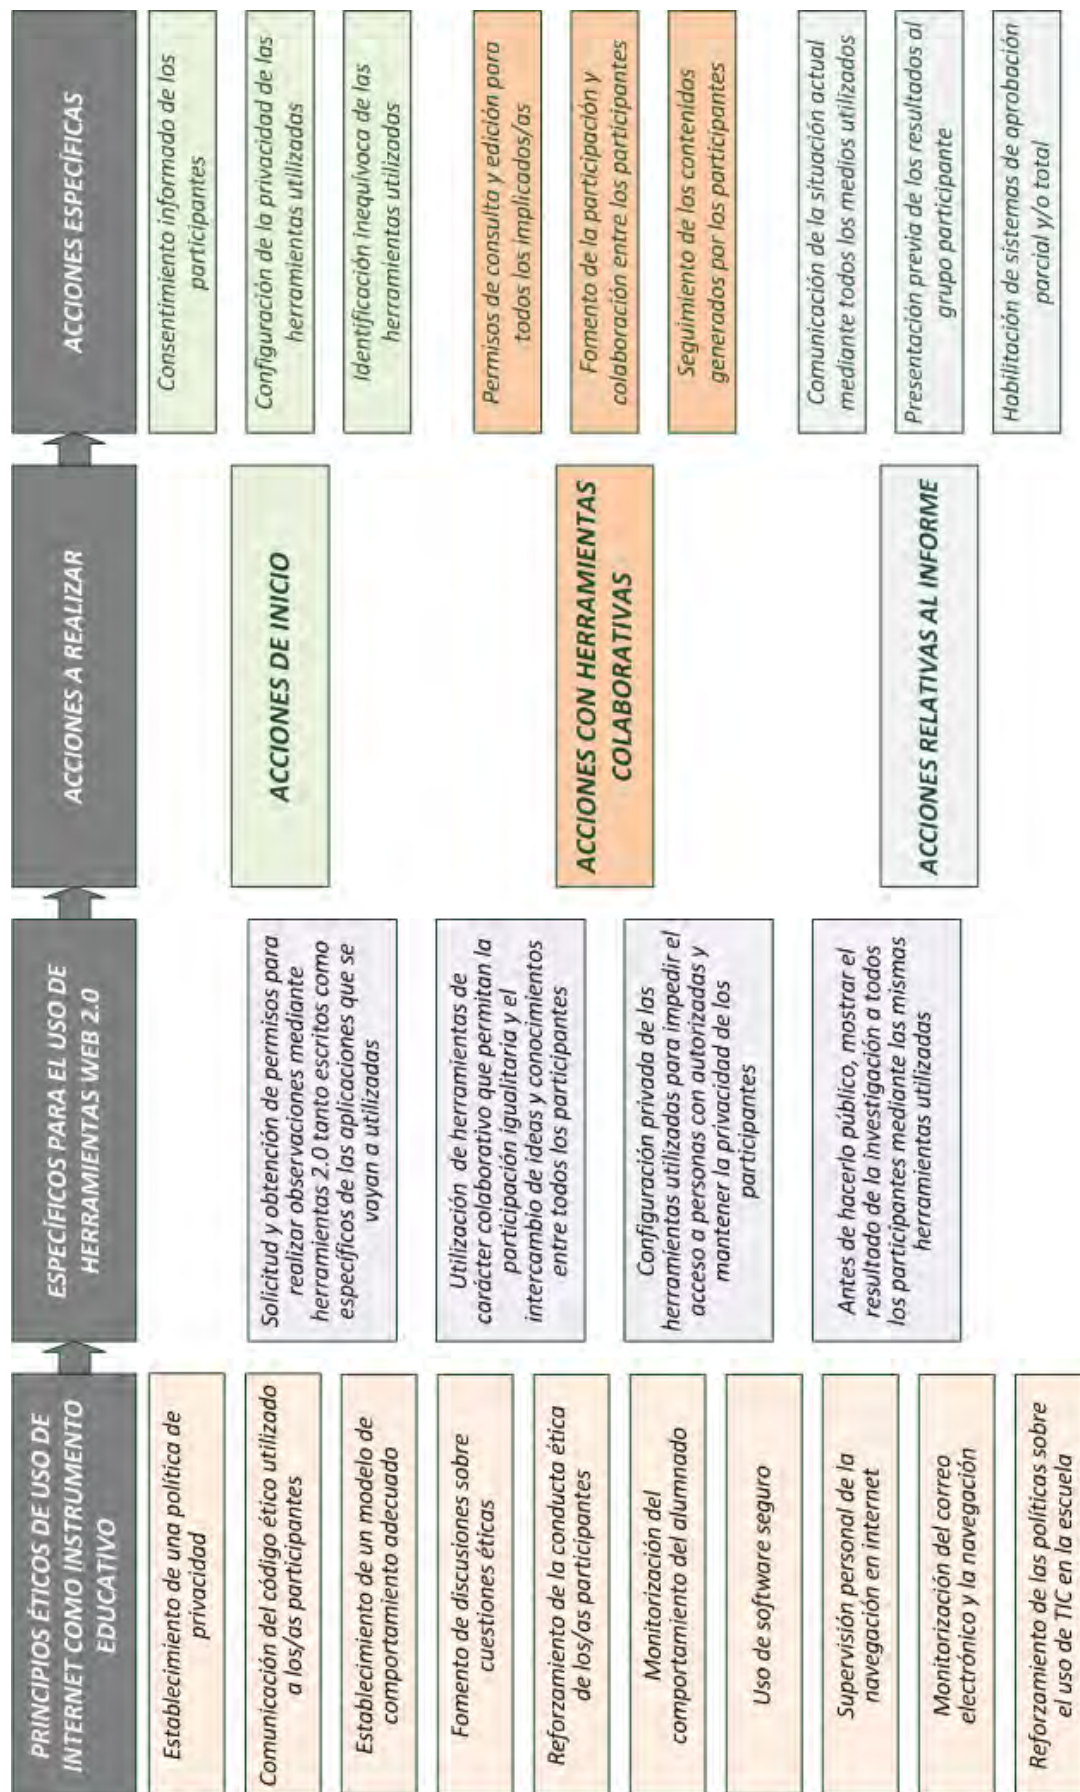 PRINCIPIOS ÉTICOS DE USO DE
INTERNET COMO INSTRUMENTO
EDUCATIVO
Establecimiento de una política de
privacidad
Comunicación del código ético utilizado
a los/as participantes
Establecimiento de un modelo de
comportamiento adecuado
Fomento de discusiones sobre
cuestiones éticas
Reforzamiento de la conducta ética
de los/as participantes
Monitorización del
comportamiento del alumnado
Uso de software seguro
Supervisión personal de la
navegación en internet
Monitorización del correo
electrónico y la navegación
Reforzamiento de las políticas sobre
el uso de TIC en la escuela
ESPECÍFICOS PARA EL USO DE
HERRAMIENTAS WEB 2.0
Solicitud y obtención de permisos para
realizar observaciones mediante
herramientas 2.0 tanto escritos como
específicos de las aplicaciones que se
vayan a utilizadas
Utilización de herramientas de
carácter colaborativo que permitan la
participación igualitaria y el
intercambio de ideas y conocimientos
entre todos los participantes
Configuración privada de las
herramientas utilizadas para impedir el
acceso a personas con autorizadas y
mantener la privacidad de los
participantes
Antes de hacerlo público, mostrar el
resultado de la investigación a todos
los participantes mediante las mismas
herramientas utilizadas
ACCIONES A REALIZAR
ACCIONES DE INICIO
ACCIONES CON HERRAMIENTAS
COLABORATIVAS
ACCIONES RELATIVAS AL INFORME
ACCIONES ESPECÍFICAS
Consentimiento informado de los
participantes
Configuración de la privacidad de las
herramientas utilizadas
Identificación inequívoca de las
herramientas utilizadas
Permisos de consulta y edición para
todos los implicados/as
Fomento de la participación y
colaboración entre los participantes
Seguimiento de los contenidos
generados por los participantes
Comunicación de la situación actual
mediante todos los medios utilizados
Presentación previa de los resultados al
grupo participante
Habilitación de sistemas de aprobación
parcial y/o total